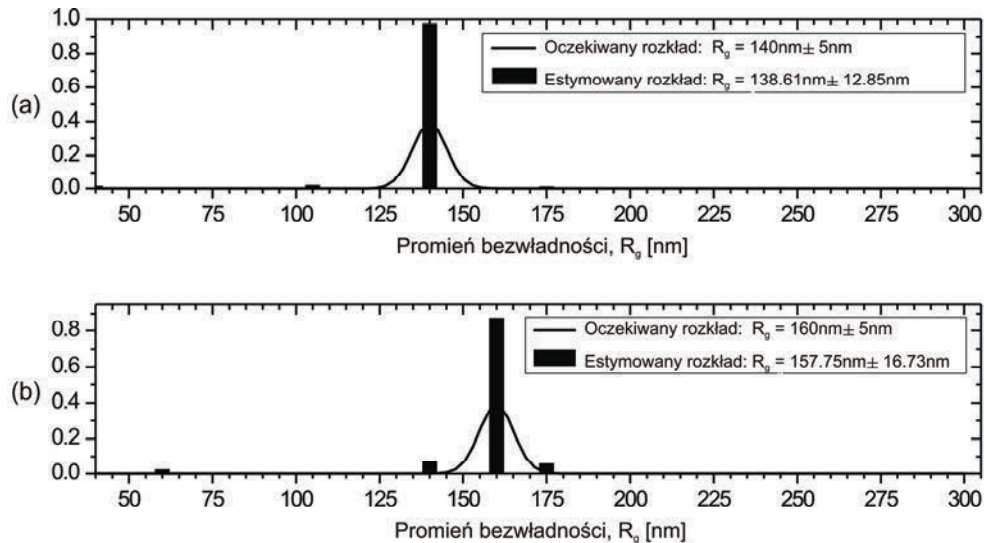 (a)
1.0
0.8
0.6
0.4
0.2
0.0
Oczekiwany rozkład: Rg = 140nm± 5nm
Estymowany rozkład: Rg = 138.61nm± 12.85nm
50 75 100 125 150 175 200 225 250 275 300
Promień bezwładności, Rg [nm]
(b)
0.8
0.6
0.4
0.2
0.0
Oczekiwany rozkład: Rg = 160nm± 5nm
Estymowany rozkład: Rg = 157.75nm± 16.73nm
50 75 100 125 150 175 200 225 250 275 300
Promień bezwładności, Rg [nm]